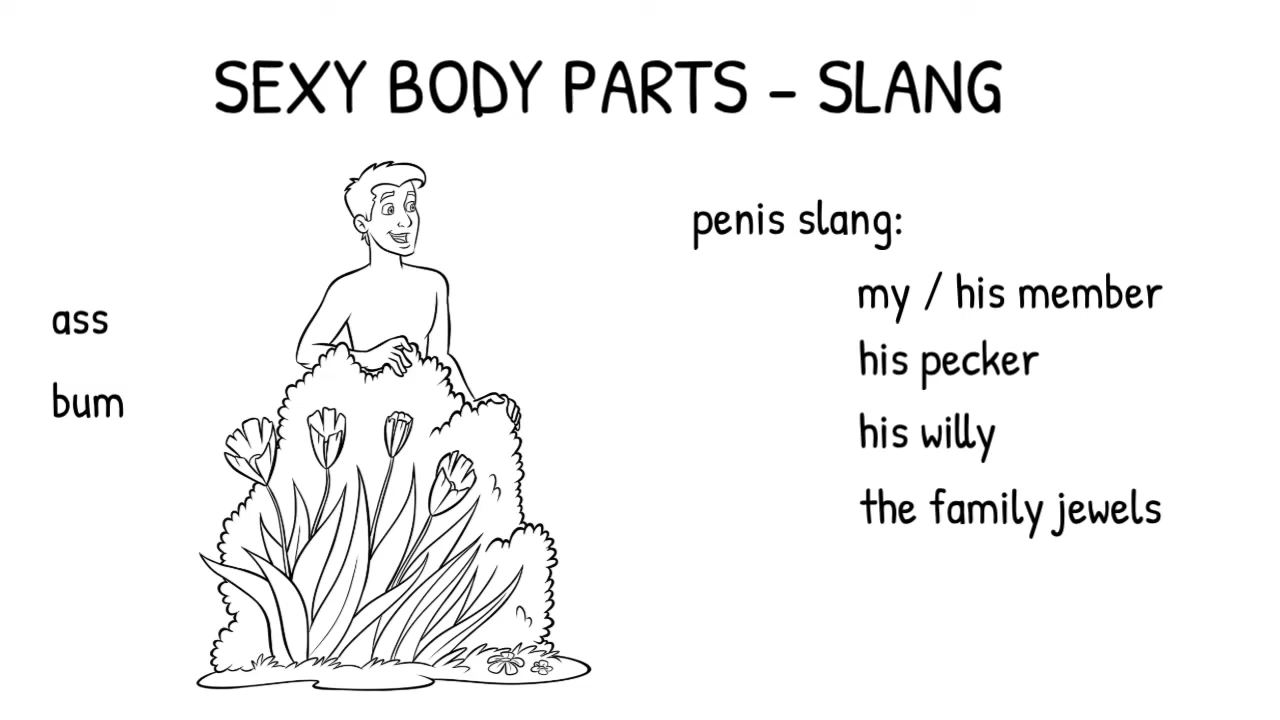 SEXY BODY PARTS - SLANG
ass
bum
penis slang:
my / his member
his pecker
his willy
the family jewels